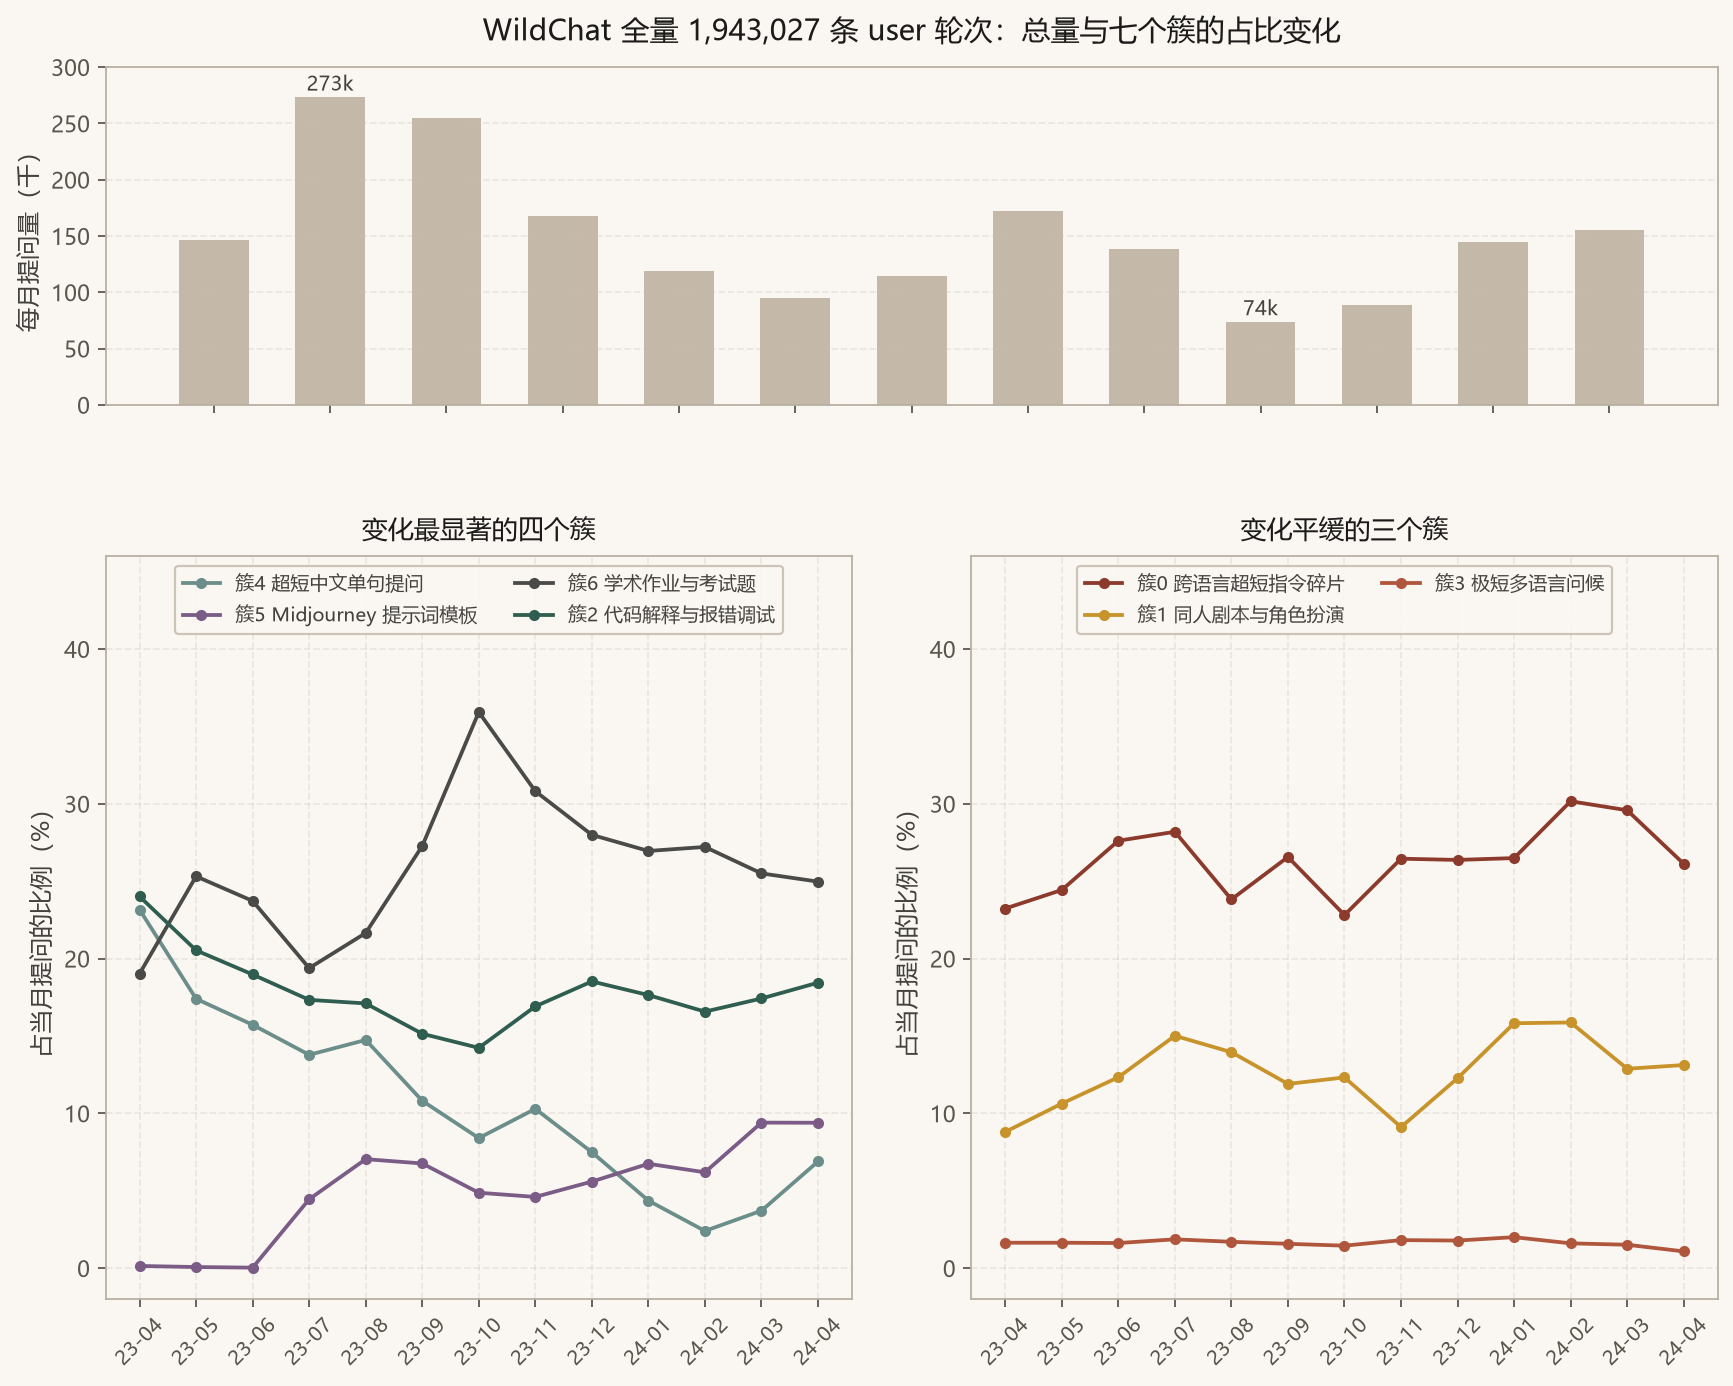 WildChat 全量 1,943,027 条 user 轮次：总量与七个簇的占比变化
每月提问量（千）
300
250
200
150
100
50
0
273k
74k
变化最显著的四个簇
簇4 超短中文单句提问
簇6 学术作业与考试题
簇5 Midjourney 提示词模板
簇2 代码解释与报错调试
占当月提问的比例（%）
40
30
20
10
0
23-04
23-05
23-06
23-07
23-08
23-09
23-10
23-11
23-12
24-01
24-02
24-03
24-04
变化平缓的三个簇
簇0 跨语言超短指令碎片
簇3 极短多语言问候
簇1 同人剧本与角色扮演
占当月提问的比例（%）
40
30
20
10
0
23-04
23-05
23-06
23-07
23-08
23-09
23-10
23-11
23-12
24-01
24-02
24-03
24-04